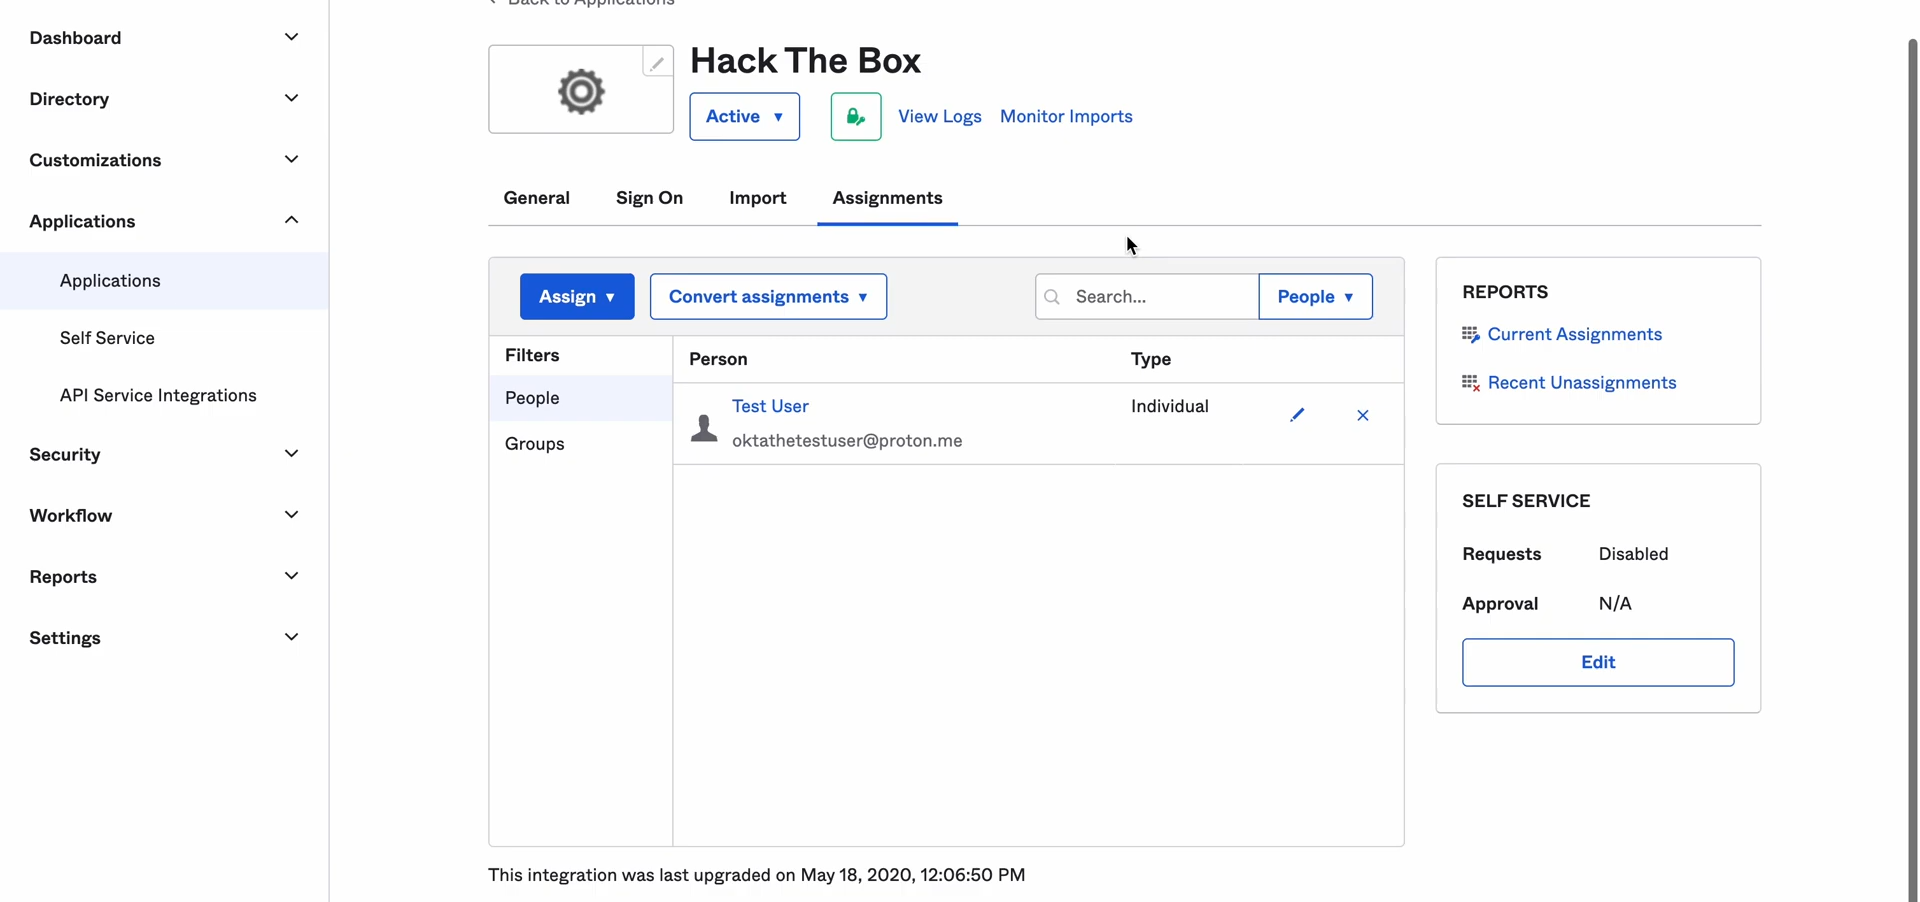 Dashboard
Directory
Customizations
Applications
Applications
Self Service
API Service Integrations
Security
Workflow
Reports
Settings
Back to Applications
Hack The Box
Active
View Logs
Monitor Imports
General
Sign On
Import
Assignments
Assign
Convert assignments
Search...
People
Filters
People
Groups
Person
Type
Test User
Individual
oktathetestuser@proton.me
REPORTS
Current Assignments
Recent Unassignments
SELF SERVICE
Requests Disabled
Approval N/A
Edit
This integration was last upgraded on May 18, 2020, 12:06:50 PM